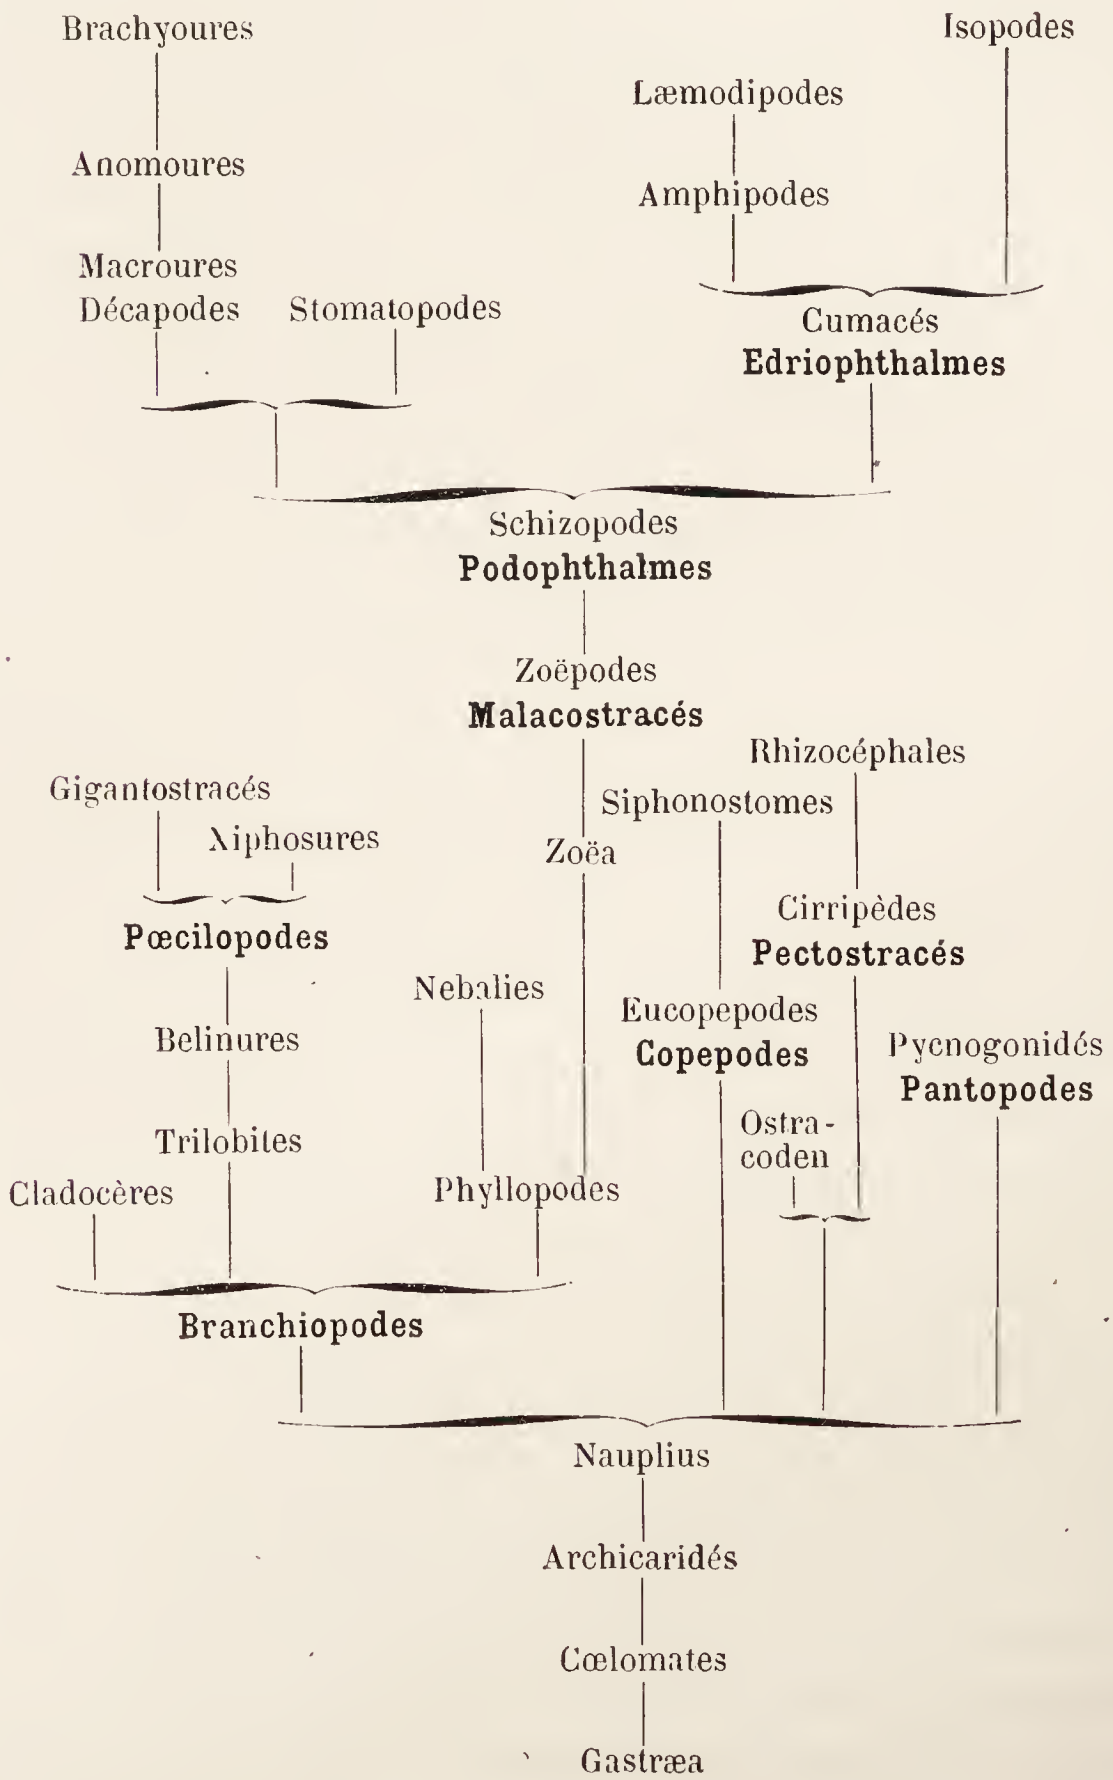 Brachyoures
Isopodes
Læmodipodes
Anomoures
Amphipodes
Macroures
Décapodes
Stomatopodes
Cumacés
Edriophthalmes
Schizopodes
Podophthalmes
Zoëpodes
Malacostracés
Rhizocéphales
Gigantostracés
Siphonostomes
Xiphosures
Zoëa
Cirripèdes
Pœcilopodes
Pectostracés
Nebalies
Eucopepodes
Belinures
Copepodes
Pycnogonidés
Pantopodes
Ostra-
coden
Trilobites
Cladocères
Phyllopodes
Branchiopodes
Nauplius
Archicaridés
Cœlomates
Gastræa